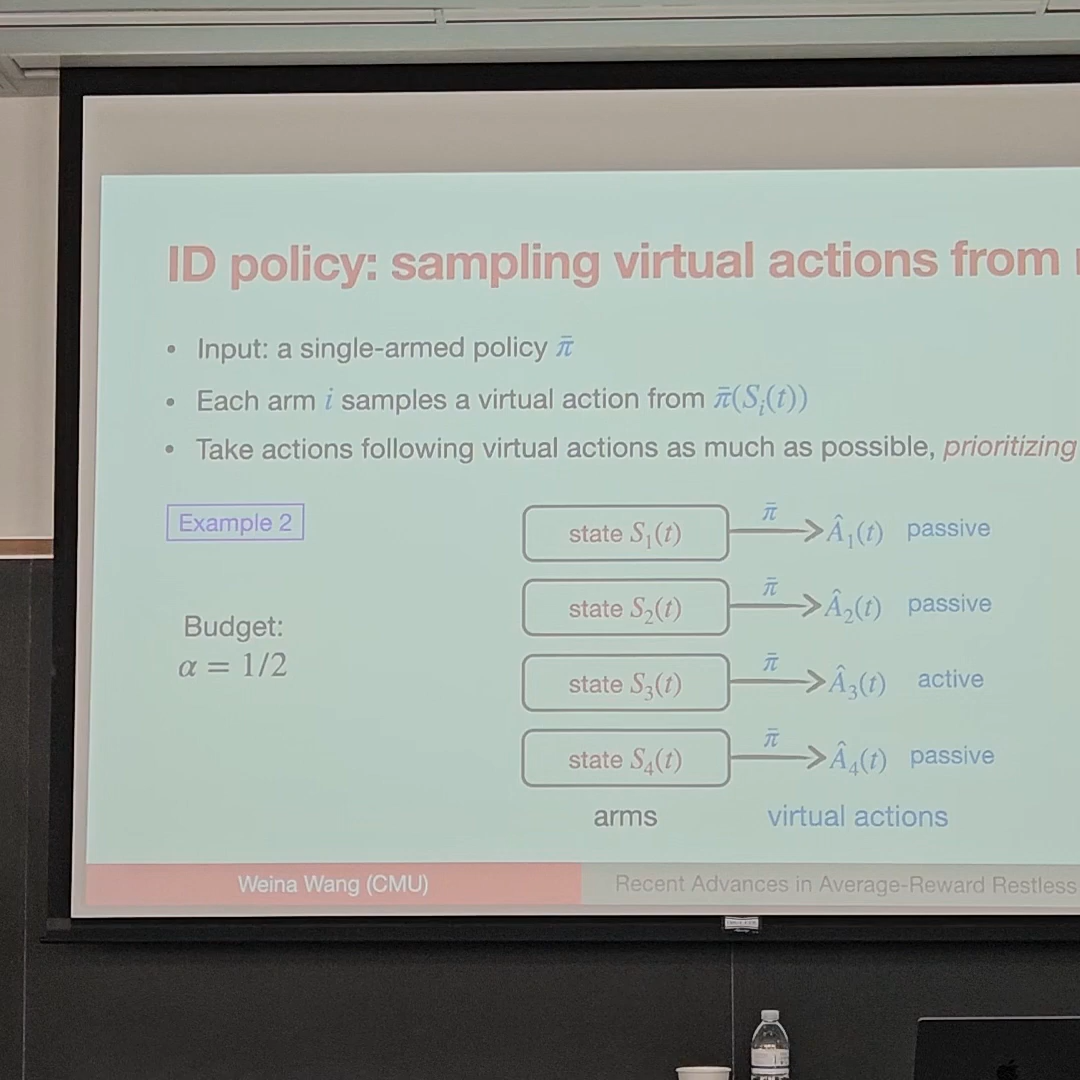 ID policy: sampling virtual actions from
• Input: a single-armed policy π̄
• Each arm i samples a virtual action from π̄(Sᵢ(t))
• Take actions following virtual actions as much as possible, prioritizing
Example 2
Budget:
α = 1/2
state S₁(t) π̄ Â₁(t) passive
state S₂(t) π̄ Â₂(t) passive
state S₃(t) π̄ Â₃(t) active
state S₄(t) π̄ Â₄(t) passive
arms virtual actions
Weina Wang (CMU) Recent Advances in Average-Reward Restless